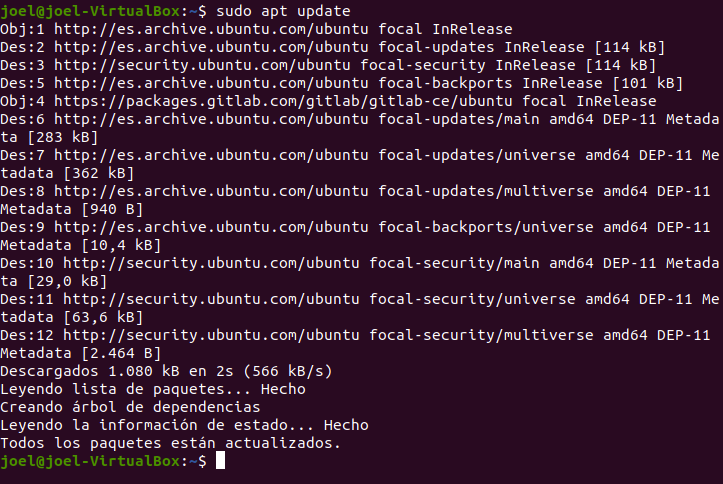 joel@joel-VirtualBox:~$ sudo apt update
Obj:1 http://es.archive.ubuntu.com/ubuntu focal InRelease
Des:2 http://es.archive.ubuntu.com/ubuntu focal-updates InRelease [114 kB]
Des:3 http://security.ubuntu.com/ubuntu focal-security InRelease [114 kB]
Des:5 http://es.archive.ubuntu.com/ubuntu focal-backports InRelease [101 kB]
Obj:4 https://packages.gitlab.com/gitlab/gitlab-ce/ubuntu focal InRelease
Des:6 http://es.archive.ubuntu.com/ubuntu focal-updates/main amd64 DEP-11 Metada
ta [283 kB]
Des:7 http://es.archive.ubuntu.com/ubuntu focal-updates/universe amd64 DEP-11 Me
tadata [362 kB]
Des:8 http://es.archive.ubuntu.com/ubuntu focal-updates/multiverse amd64 DEP-11
Metadata [940 B]
Des:9 http://es.archive.ubuntu.com/ubuntu focal-backports/universe amd64 DEP-11
Metadata [10,4 kB]
Des:10 http://security.ubuntu.com/ubuntu focal-security/main amd64 DEP-11 Metada
ta [29,0 kB]
Des:11 http://security.ubuntu.com/ubuntu focal-security/universe amd64 DEP-11 Me
tadata [63,6 kB]
Des:12 http://security.ubuntu.com/ubuntu focal-security/multiverse amd64 DEP-11
Metadata [2.464 B]
Descargados 1.080 kB en 2s (566 kB/s)
Leyendo lista de paquetes... Hecho
Creando árbol de dependencias
Leyendo la información de estado... Hecho
Todos los paquetes están actualizados.
joel@joel-VirtualBox:~$